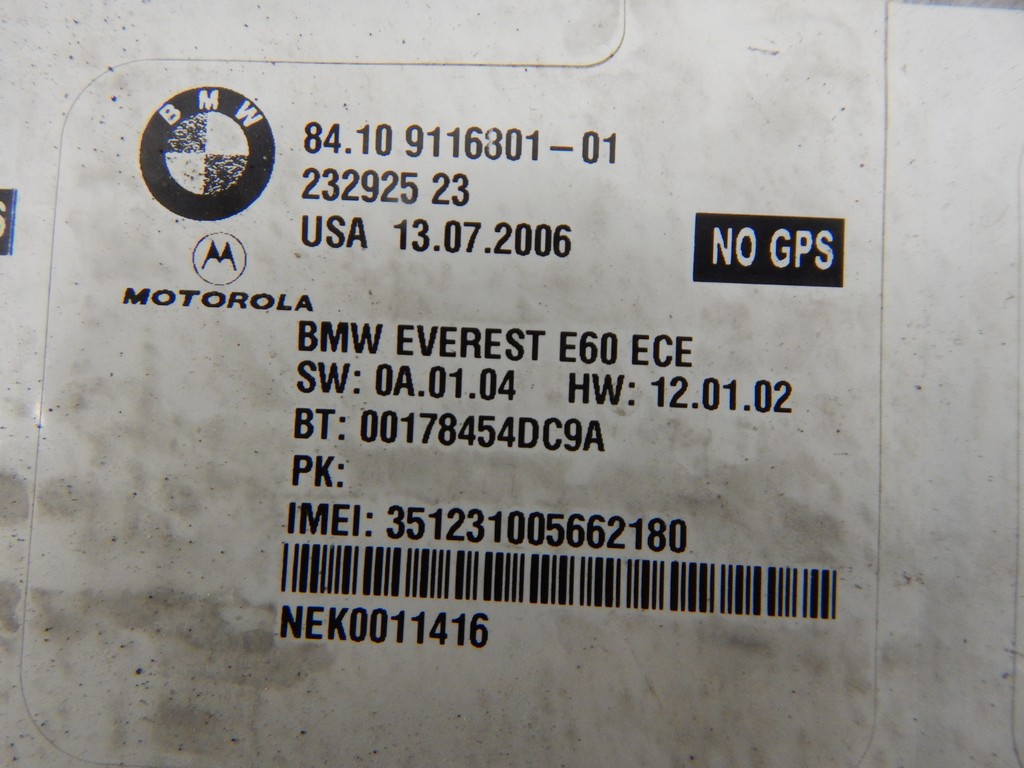 BMW
84.10 9116801-01
232925 23
USA 13.07.2006
NO GPS
M
MOTOROLA
BMW EVEREST E60 ECE
SW: 0A.01.04 HW: 12.01.02
BT: 00178454DC9A
PK:
IMEI: 351231005662180
NEK0011416
S